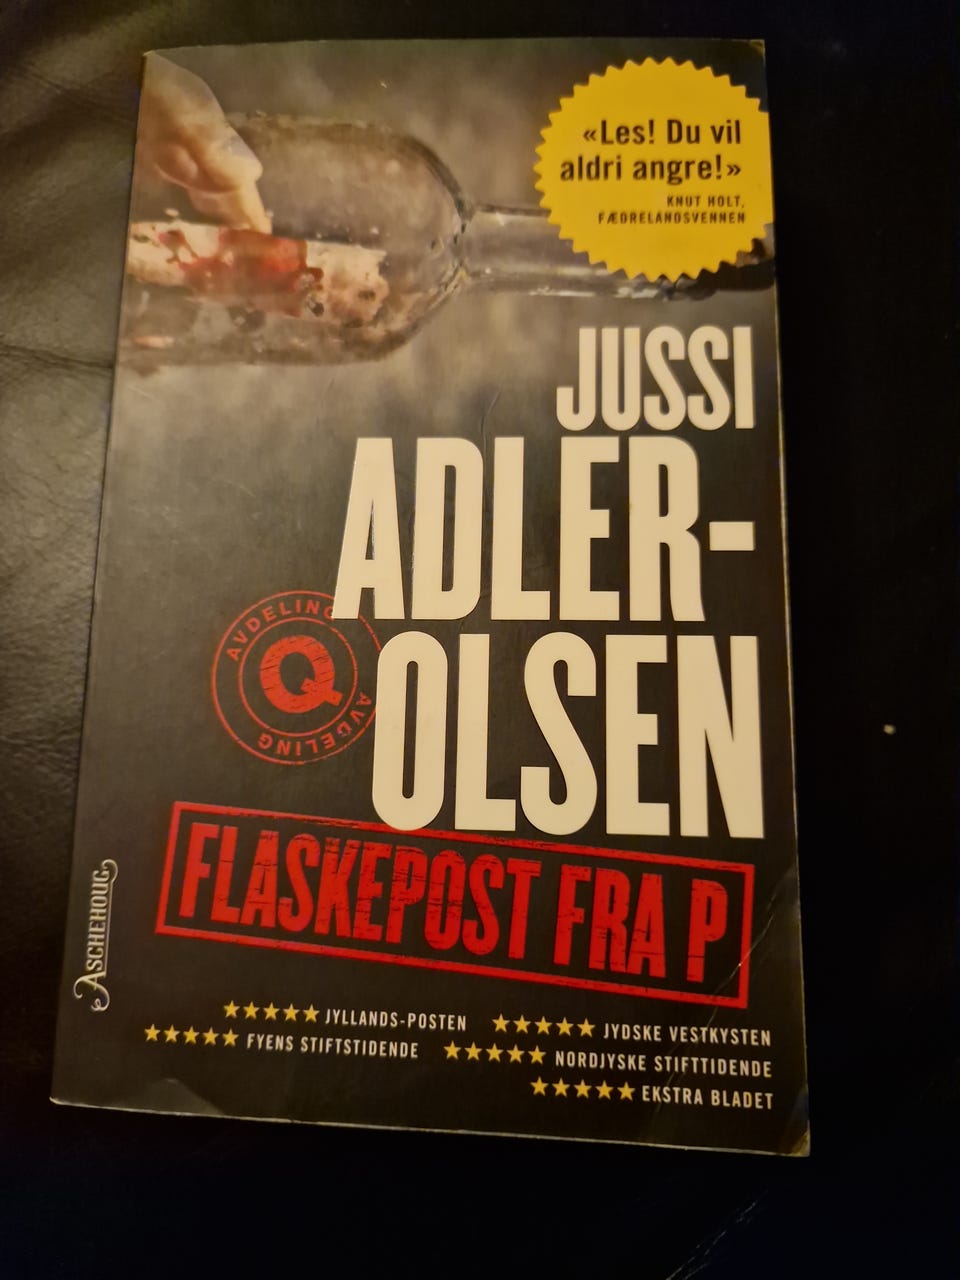 «Les! Du vil
aldri angre!»
KNUT HOLT,
FÆDRELANDSVENNEN
JUSSI
ADLER-
OLSEN
AVDELING
Q
AVDELING
FLASKEPOST FRA P
ASCHEHOUG
★★★★★ JYLLANDS-POSTEN ★★★★★ JYDSKE VESTKYSTEN
★★★★★ FYENS STIFTSTIDENDE ★★★★★ NORDJYSKE STIFTTIDENDE
★★★★★ EKSTRA BLADET